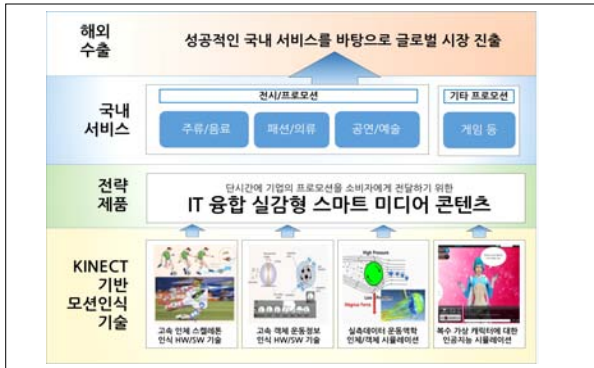 해외
수출
성공적인 국내 서비스를 바탕으로 글로벌 시장 진출
국내
서비스
전시/프로모션
주류/음료
패션/의류
공연/예술
기타 프로모션
게임 등
전략
제품
단시간에 기업의 프로모션을 소비자에게 전달하기 위한
IT 융합 실감형 스마트 미디어 콘텐츠
KINECT
기반
모션인식
기술
High Pressure
Magnus Force
고속 인체 스켈레톤
인식 HW/SW 기술
고속 객체 운동정보
인식 HW/SW 기술
실측데이터 운동역학
인체/객체 시뮬레이션
복수 가상 캐릭터에 대한
인공지능 시뮬레이션